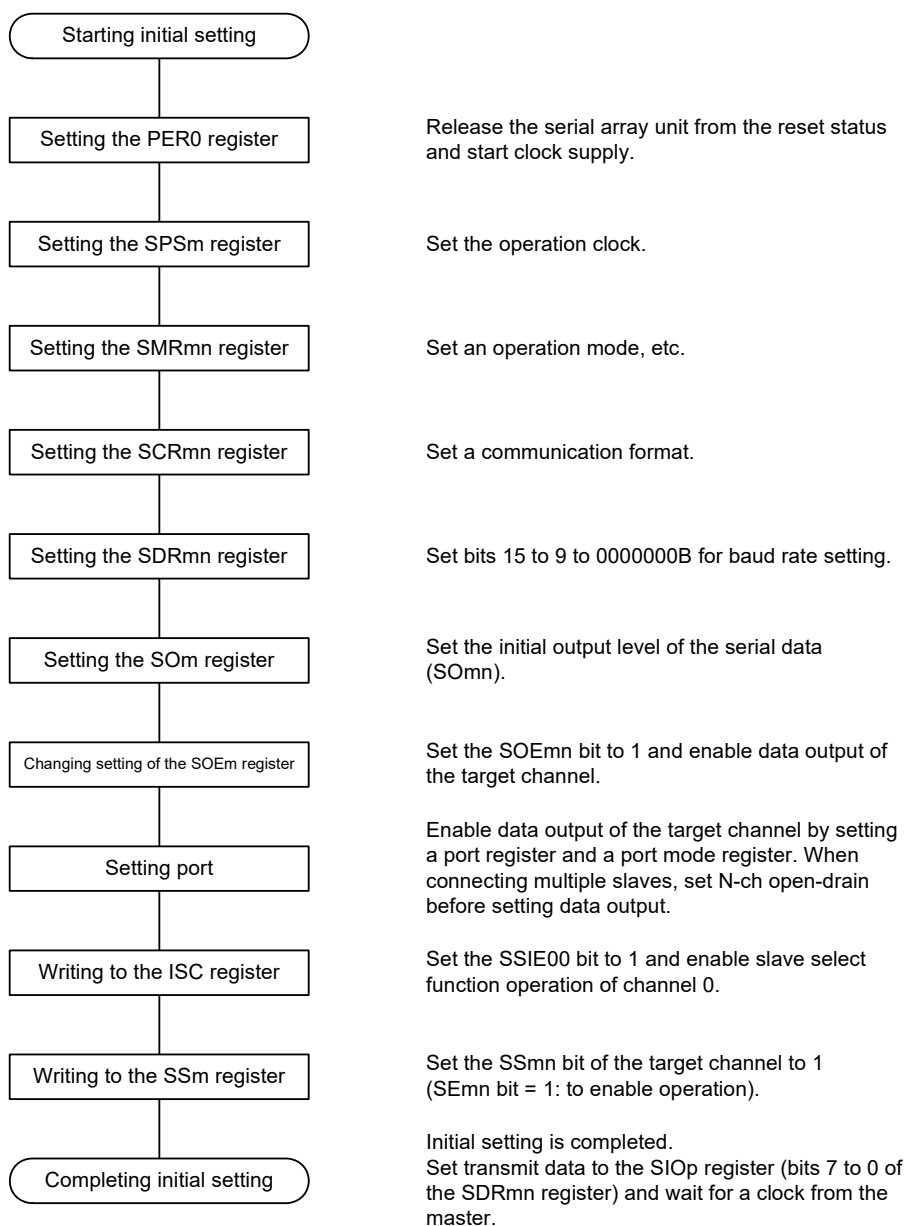 Starting initial setting
Setting the PER0 register
Release the serial array unit from the reset status
and start clock supply.
Setting the SPSm register
Set the operation clock.
Setting the SMRmn register
Set an operation mode, etc.
Setting the SCRmn register
Set a communication format.
Setting the SDRmn register
Set bits 15 to 9 to 0000000B for baud rate setting.
Setting the SOm register
Set the initial output level of the serial data
(SOmn).
Changing setting of the SOEm register
Set the SOEmn bit to 1 and enable data output of
the target channel.
Setting port
Enable data output of the target channel by setting
a port register and a port mode register. When
connecting multiple slaves, set N-ch open-drain
before setting data output.
Writing to the ISC register
Set the SSIE00 bit to 1 and enable slave select
function operation of channel 0.
Writing to the SSm register
Set the SSmn bit of the target channel to 1
(SEmn bit = 1: to enable operation).
Completing initial setting
Initial setting is completed.
Set transmit data to the SIOp register (bits 7 to 0 of
the SDRmn register) and wait for a clock from the
master.